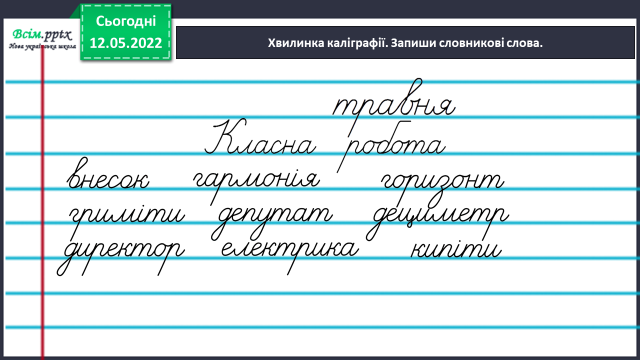 Всім.pptx
Нова українська школа
Сьогодні
12.05.2022
Хвилинка каліграфії. Запиши словникові слова.
травня
Класна робота
внесок гармонія горизонт
гриміти депутат дециметр
директор електрика кипіти